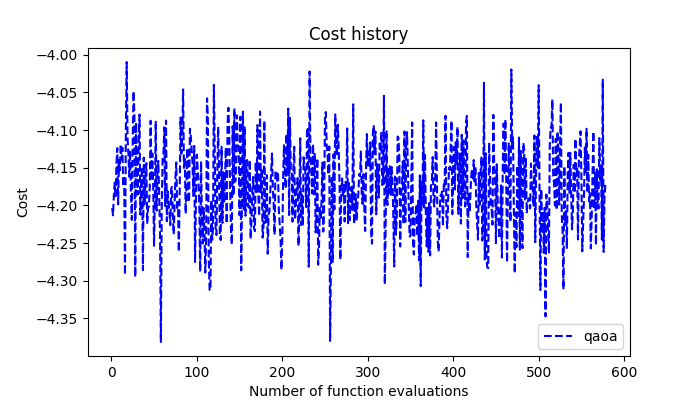 Cost history
−4.00
−4.05
−4.10
−4.15
−4.20
−4.25
−4.30
−4.35
Cost
qaoa
0 100 200 300 400 500 600
Number of function evaluations